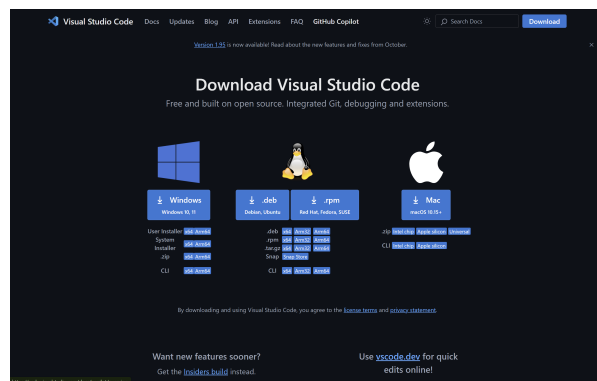 Visual Studio Code Docs Updates Blog API Extensions FAQ GitHub Copilot Search Docs Download
Version 1.95 is now available! Read about the new features and fixes from October.
Download Visual Studio Code
Free and built on open source. Integrated Git, debugging and extensions.
Windows
Windows 10, 11
User Installer x64 Arm64
System Installer x64 Arm64
.zip x64 Arm64
CLI x64 Arm64
.deb
Debian, Ubuntu
.rpm
Red Hat, Fedora, SUSE
.deb x64 Arm32 Arm64
.rpm x64 Arm32 Arm64
.tar.gz x64 Arm32 Arm64
Snap Snap Store
CLI x64 Arm32 Arm64
Mac
macOS 10.15+
.zip Intel chip Apple silicon Universal
CLI Intel chip Apple silicon
By downloading and using Visual Studio Code, you agree to the license terms and privacy statement.
Want new features sooner?
Get the Insiders build instead.
Use vscode.dev for quick
edits online!